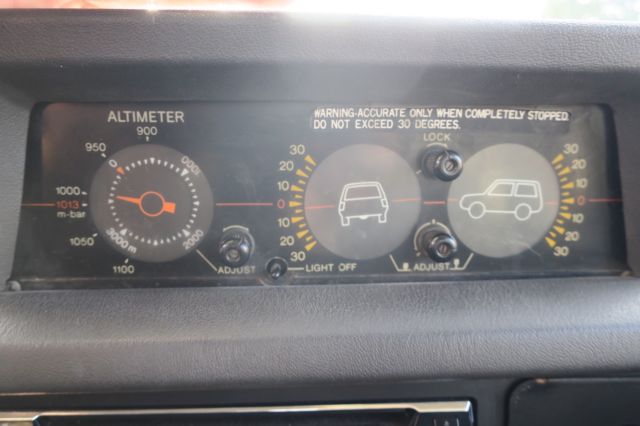 ALTIMETER
900
950
1000
1013
m-bar
1050
1100
0
1000
2000
3000m
ADJUST
LIGHT OFF
WARNING-ACCURATE ONLY WHEN COMPLETELY STOPPED.
DO NOT EXCEED 30 DEGREES.
LOCK
30
20
10
0
10
20
30
ADJUST
30
20
10
0
10
20
30